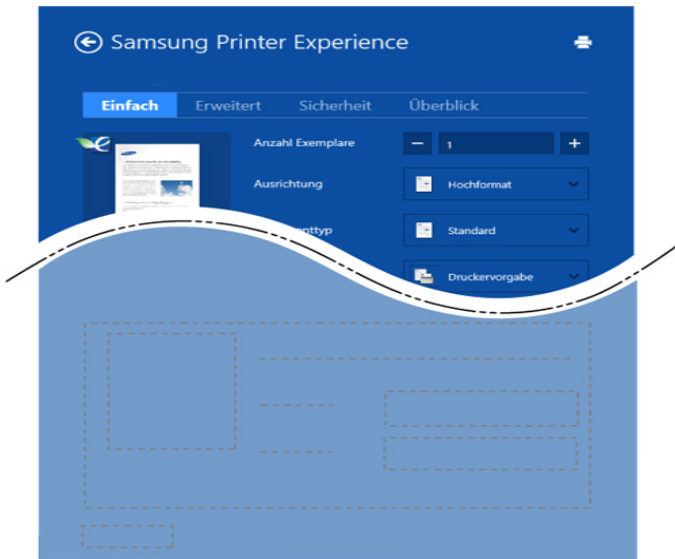 Samsung Printer Experience
Einfach Erweitert Sicherheit Überblick
Anzahl Exemplare 1
Ausrichtung Hochformat
Standard
Druckervorgabe